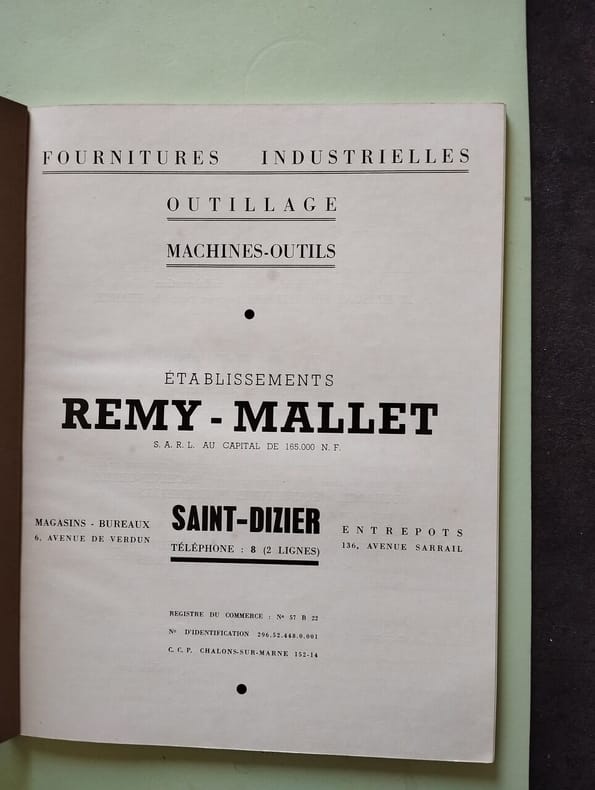 FOURNITURES INDUSTRIELLES
OUTILLAGE
MACHINES-OUTILS
ÉTABLISSEMENTS
REMY - MALLET
S. A. R. L. AU CAPITAL DE 165.000 N. F.
MAGASINS - BUREAUX
6, AVENUE DE VERDUN
SAINT-DIZIER
TÉLÉPHONE : 8 (2 LIGNES)
ENTREPOTS
136, AVENUE SARRAIL
REGISTRE DU COMMERCE : Nº 57 B 22
Nº D'IDENTIFICATION 296.52.448.0.001
C. C. P. CHALONS-SUR-MARNE 152-14